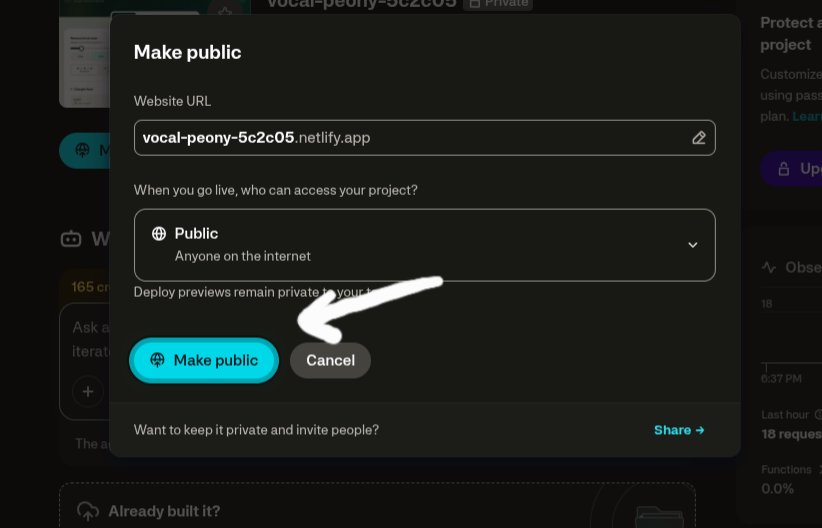 vocal-peony-5c2c05 Private
Make public
Website URL
vocal-peony-5c2c05.netlify.app
When you go live, who can access your project?
Public
Anyone on the internet
Deploy previews remain private to your
Make public
Cancel
Want to keep it private and invite people?
Share →
Protect a
project
Customize
using pass
plan. Lear
Upg
M
W
165 cr
Ask a
iterat
+
The a
Already built it?
Obse
18
6:37 PM
Last hour
18 reques
Functions
0.0%